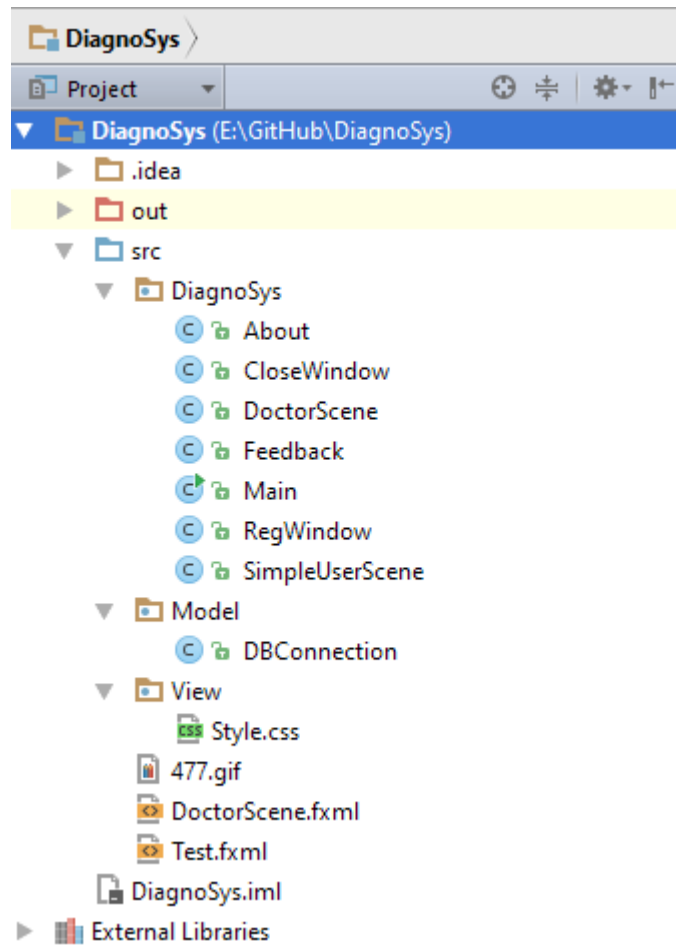 DiagnoSys
Project
DiagnoSys (E:\GitHub\DiagnoSys)
.idea
out
src
DiagnoSys
C About
C CloseWindow
C DoctorScene
C Feedback
C Main
C RegWindow
C SimpleUserScene
Model
C DBConnection
View
css Style.css
477.gif
DoctorScene.fxml
Test.fxml
DiagnoSys.iml
External Libraries